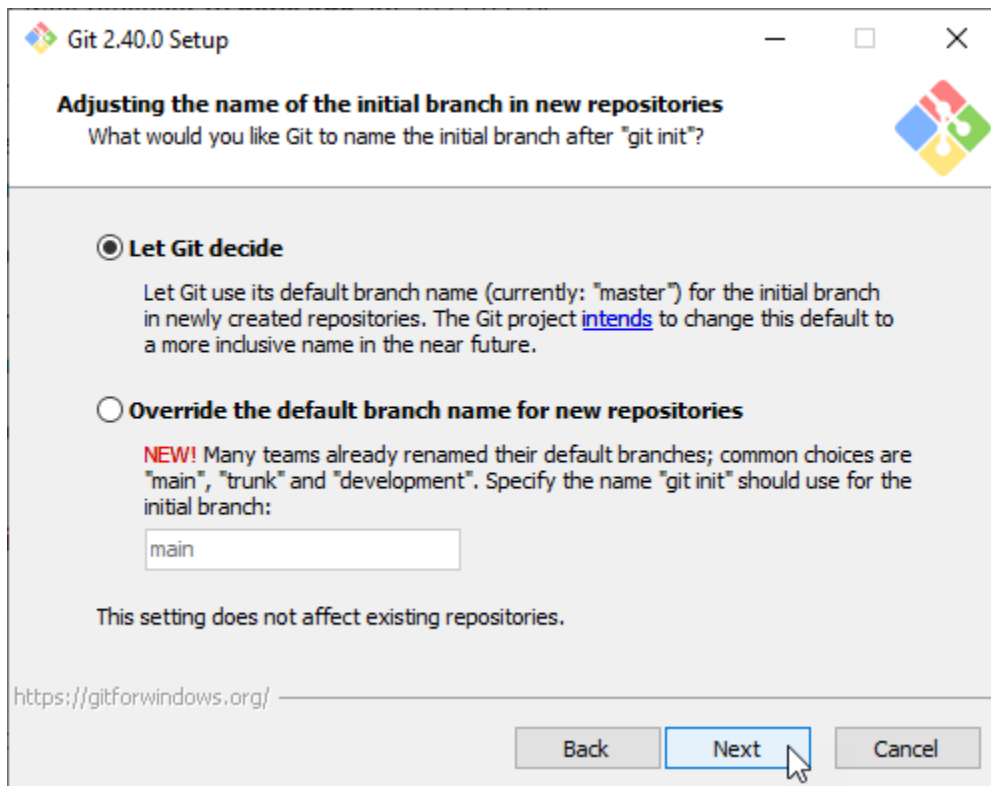 Git 2.40.0 Setup
Adjusting the name of the initial branch in new repositories
What would you like Git to name the initial branch after "git init"?
Let Git decide
Let Git use its default branch name (currently: "master") for the initial branch
in newly created repositories. The Git project intends to change this default to
a more inclusive name in the near future.
Override the default branch name for new repositories
NEW! Many teams already renamed their default branches; common choices are
"main", "trunk" and "development". Specify the name "git init" should use for the
initial branch:
main
This setting does not affect existing repositories.
https://gitforwindows.org/
Back
Next
Cancel